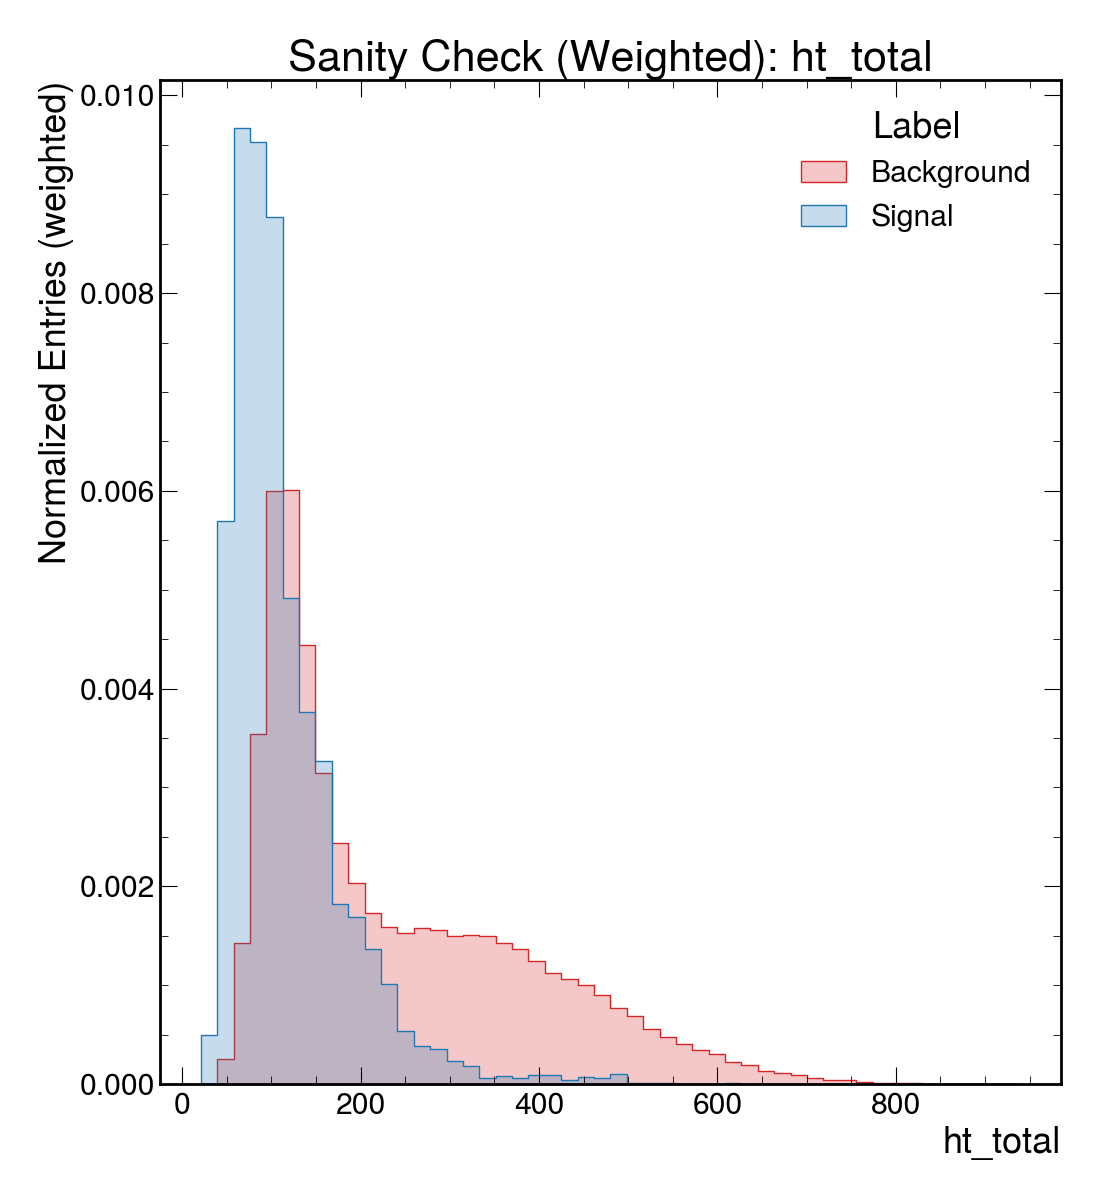 Sanity Check (Weighted): ht_total
Normalized Entries (weighted)
0.010
0.008
0.006
0.004
0.002
0.000
Label
Background
Signal
0 200 400 600 800
ht_total